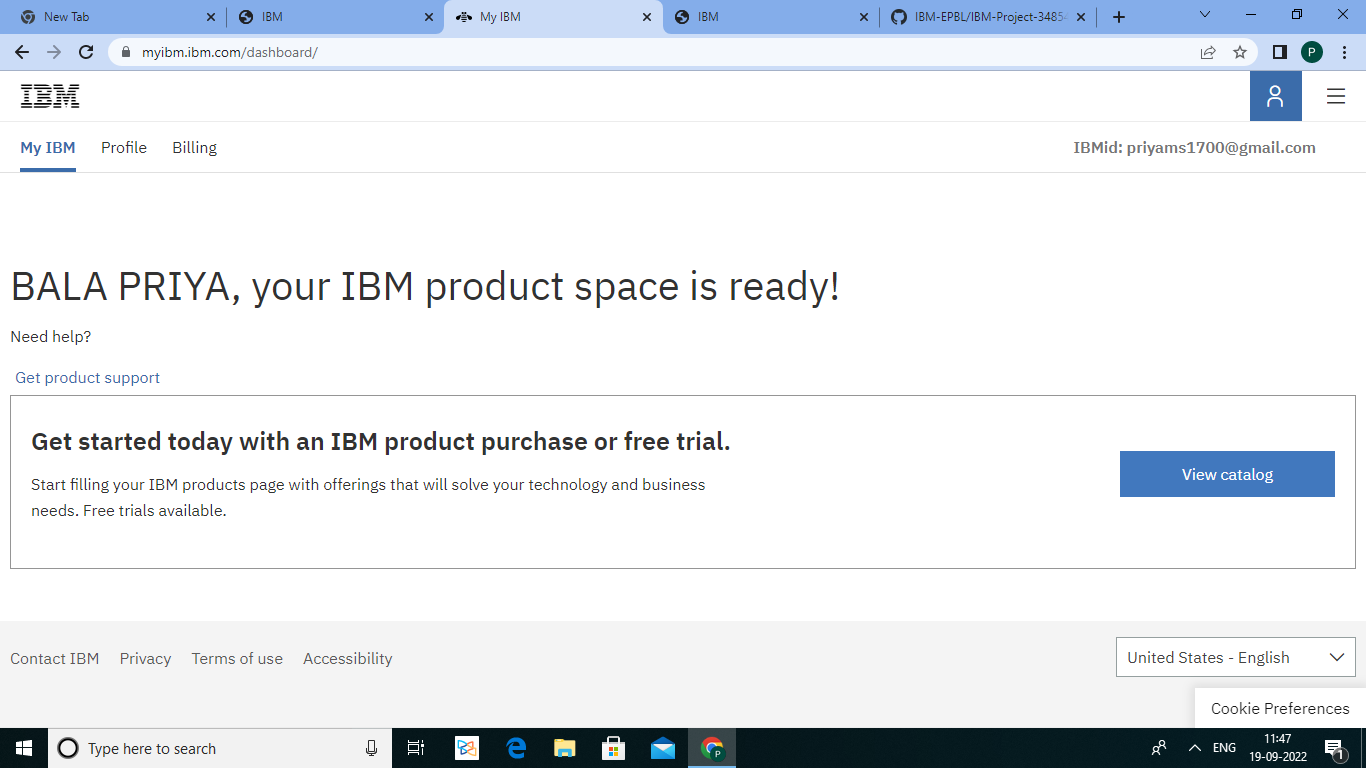 New Tab
IBM
My IBM
IBM
IBM-EPBL/IBM-Project-3485
myibm.ibm.com/dashboard/
P
IBM
My IBM Profile Billing
IBMid: priyams1700@gmail.com
BALA PRIYA, your IBM product space is ready!
Need help?
Get product support
Get started today with an IBM product purchase or free trial.
Start filling your IBM products page with offerings that will solve your technology and business
needs. Free trials available.
View catalog
Contact IBM Privacy Terms of use Accessibility
United States - English
Cookie Preferences
Type here to search
P
ENG
11:47
19-09-2022
1